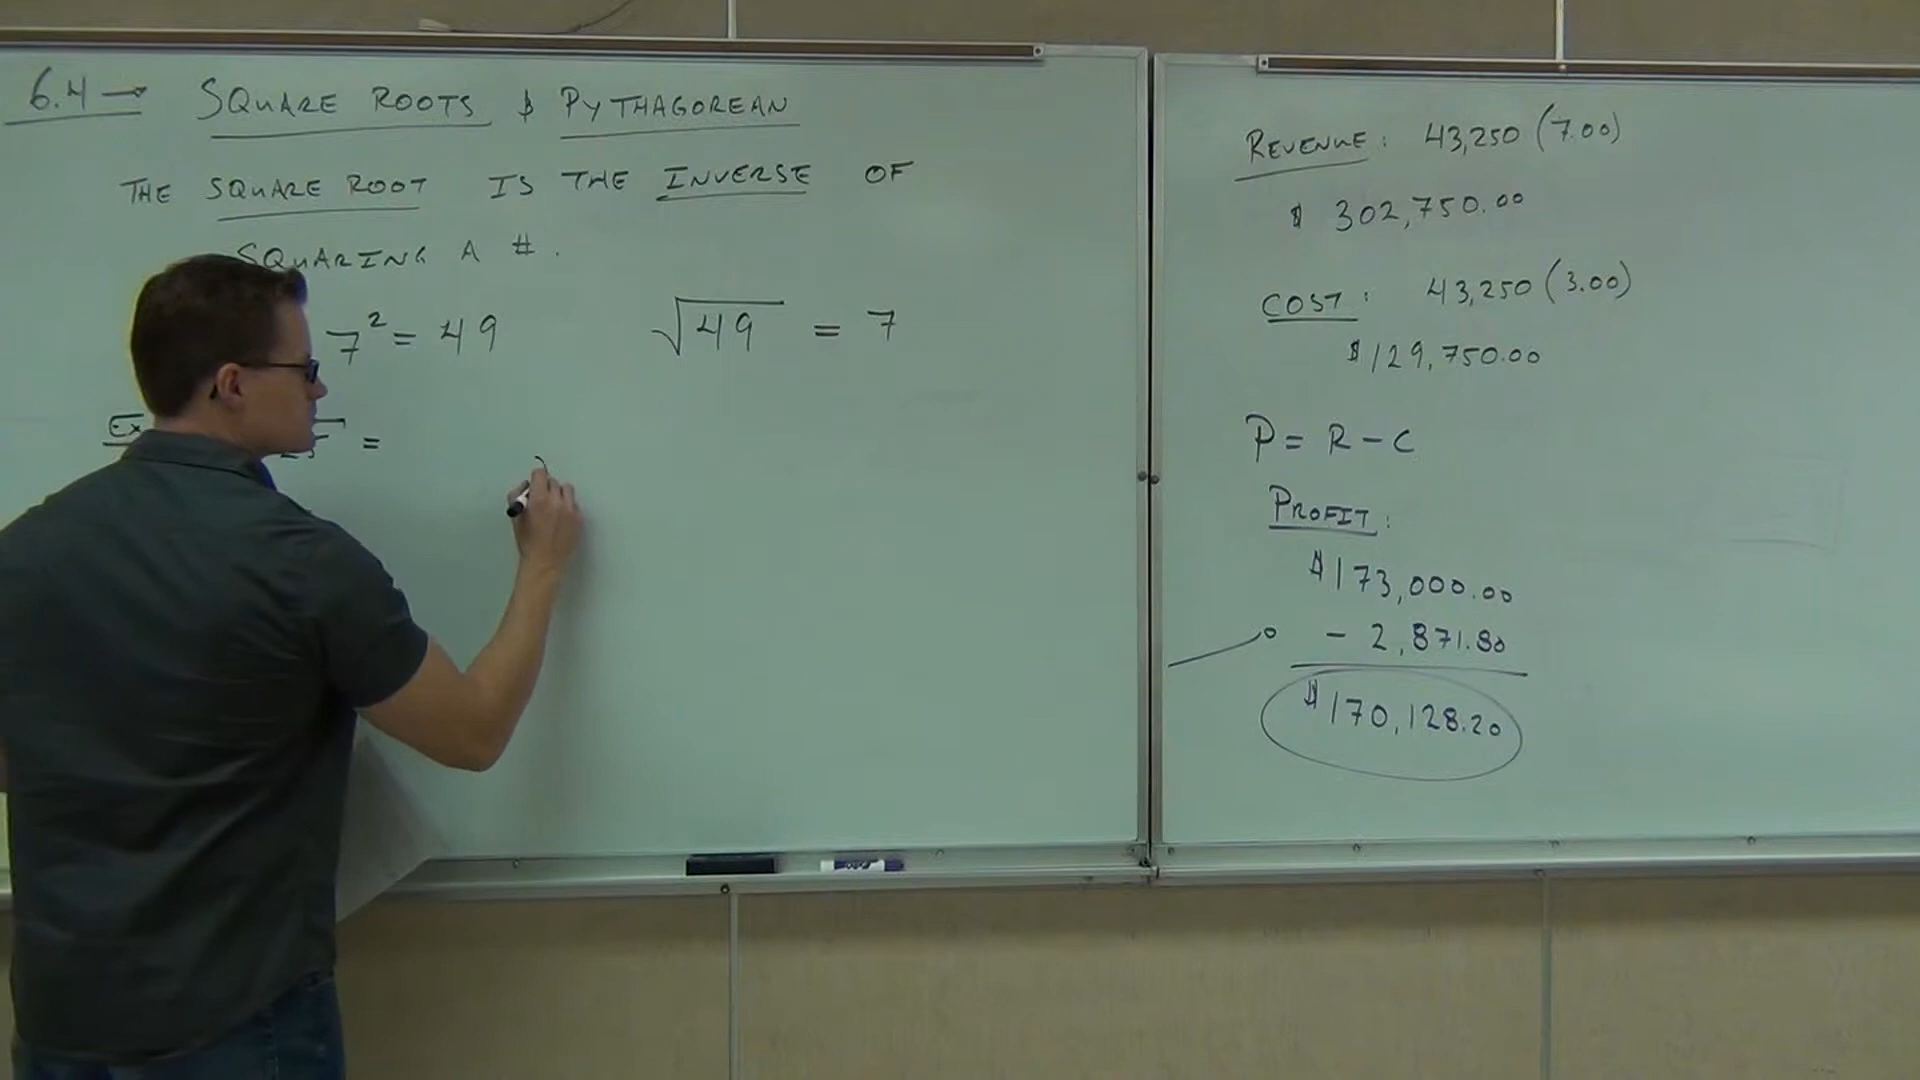 6.4 → SQUARE ROOTS & PYTHAGOREAN
THE SQUARE ROOT IS THE INVERSE OF
SQUARING A #.
7² = 49
√49 = 7
Ex
=
REVENUE: 43,250 (7.00)
$ 302,750.00
COST: 43,250 (3.00)
$129,750.00
P = R - C
PROFIT:
$173,000.00
- 2,871.80
$170,128.20